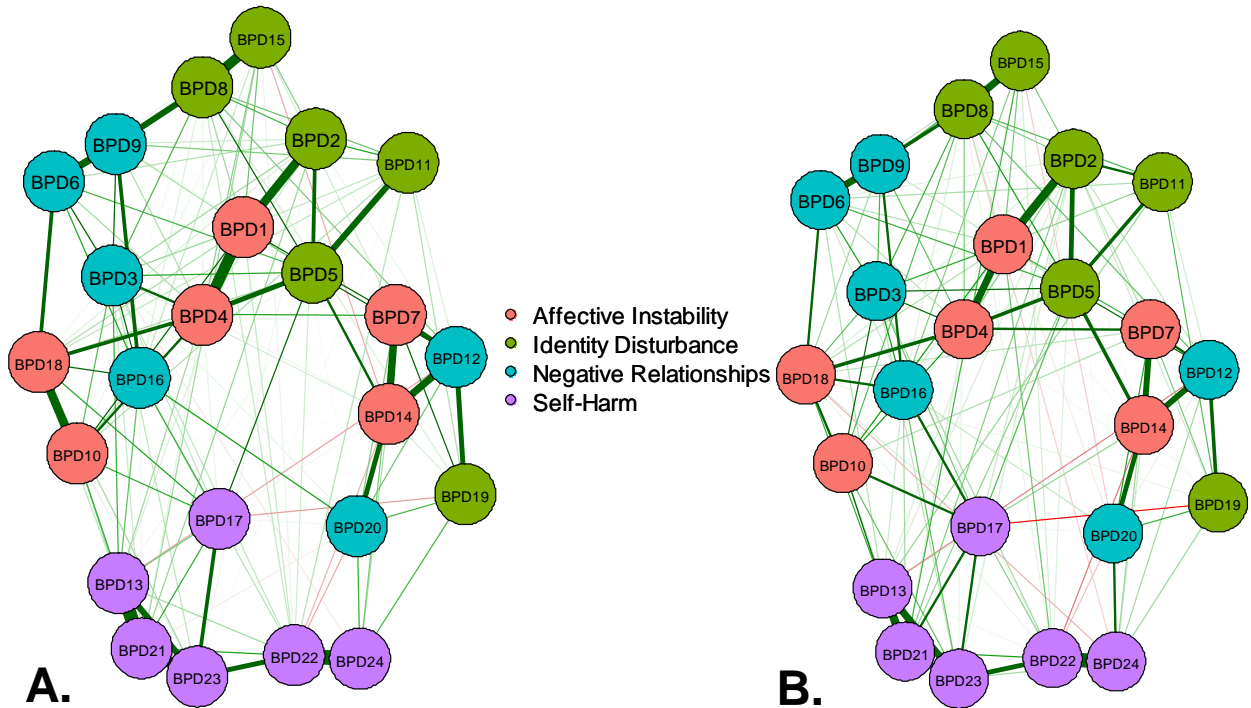 BPD15
BPD8
BPD9
BPD2
BPD11
BPD6
BPD1
BPD3
BPD5
BPD4
BPD7
BPD18
BPD16
BPD12
BPD14
BPD10
BPD17
BPD19
BPD20
BPD13
BPD21
BPD23
BPD22
BPD24
A.
Affective Instability
Identity Disturbance
Negative Relationships
Self-Harm
BPD15
BPD8
BPD9
BPD2
BPD11
BPD6
BPD1
BPD3
BPD5
BPD4
BPD7
BPD18
BPD16
BPD12
BPD14
BPD10
BPD17
BPD19
BPD20
BPD13
BPD21
BPD23
BPD22
BPD24
B.